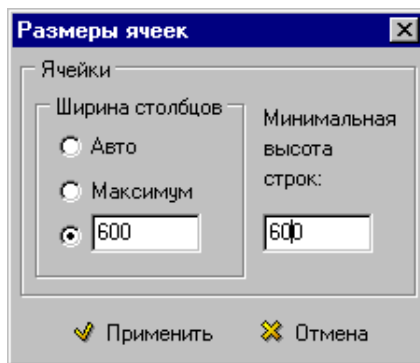 Размеры ячеек
Ячейки
Ширина столбцов
Авто
Максимум
600
Минимальная
высота
строк:
600
Применить
Отмена